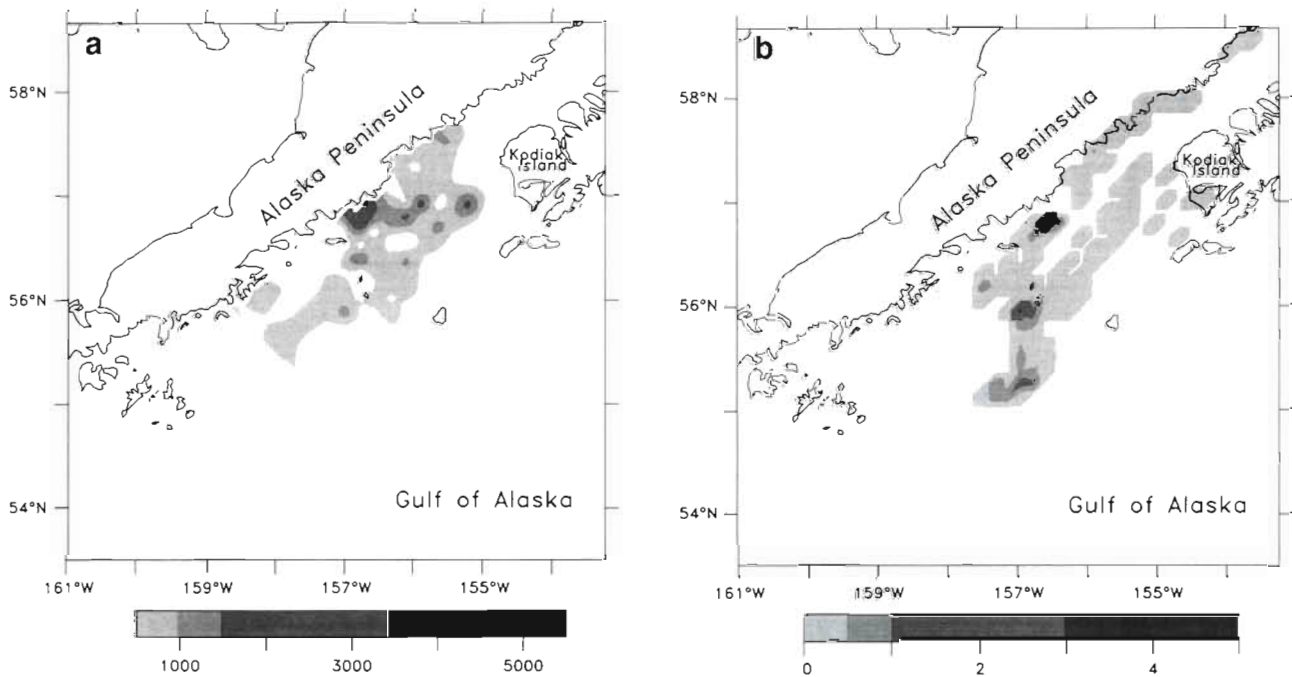 a
58°N
56°N
54°N
Alaska Peninsula
Kodiak
Island
Gulf of Alaska
161°W 159°W 157°W 155°W
1000 3000 5000
b
58°N
56°N
54°N
Alaska Peninsula
Kodiak
Island
Gulf of Alaska
161°W 159°W 157°W 155°W
0 2 4